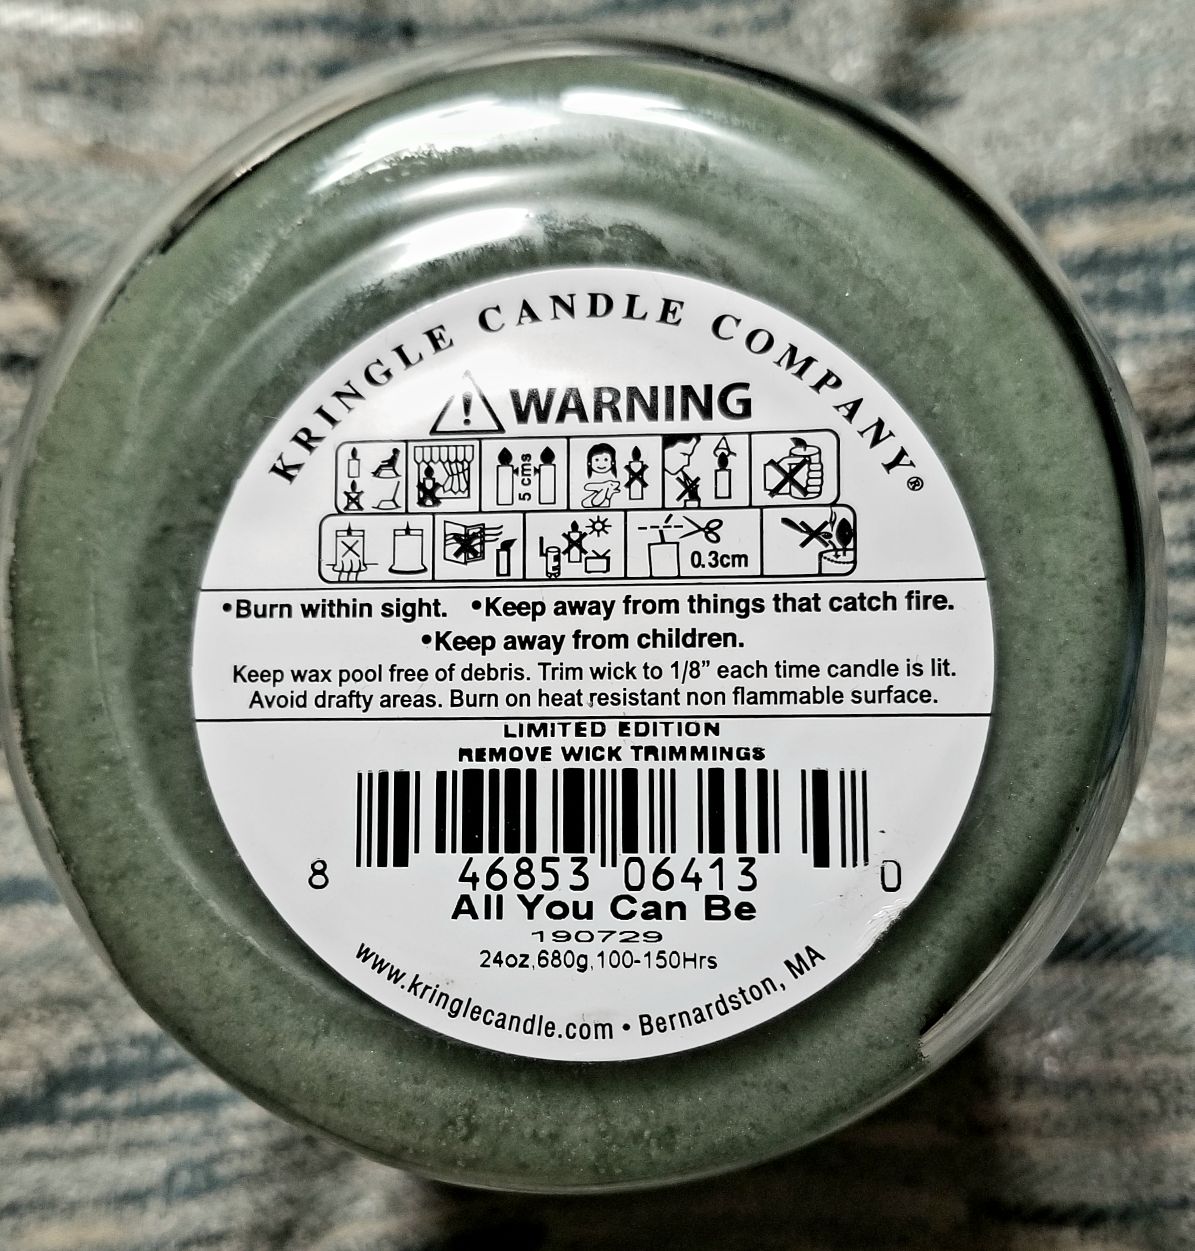 KRINGLE CANDLE COMPANY®
WARNING
5 cms
0.3cm
•Burn within sight. •Keep away from things that catch fire.
•Keep away from children.
Keep wax pool free of debris. Trim wick to 1/8” each time candle is lit.
Avoid drafty areas. Burn on heat resistant non flammable surface.
LIMITED EDITION
REMOVE WICK TRIMMINGS
8 46853 06413 0
All You Can Be
190729
24oz,680g,100-150Hrs
www.kringlecandle.com • Bernardston, MA